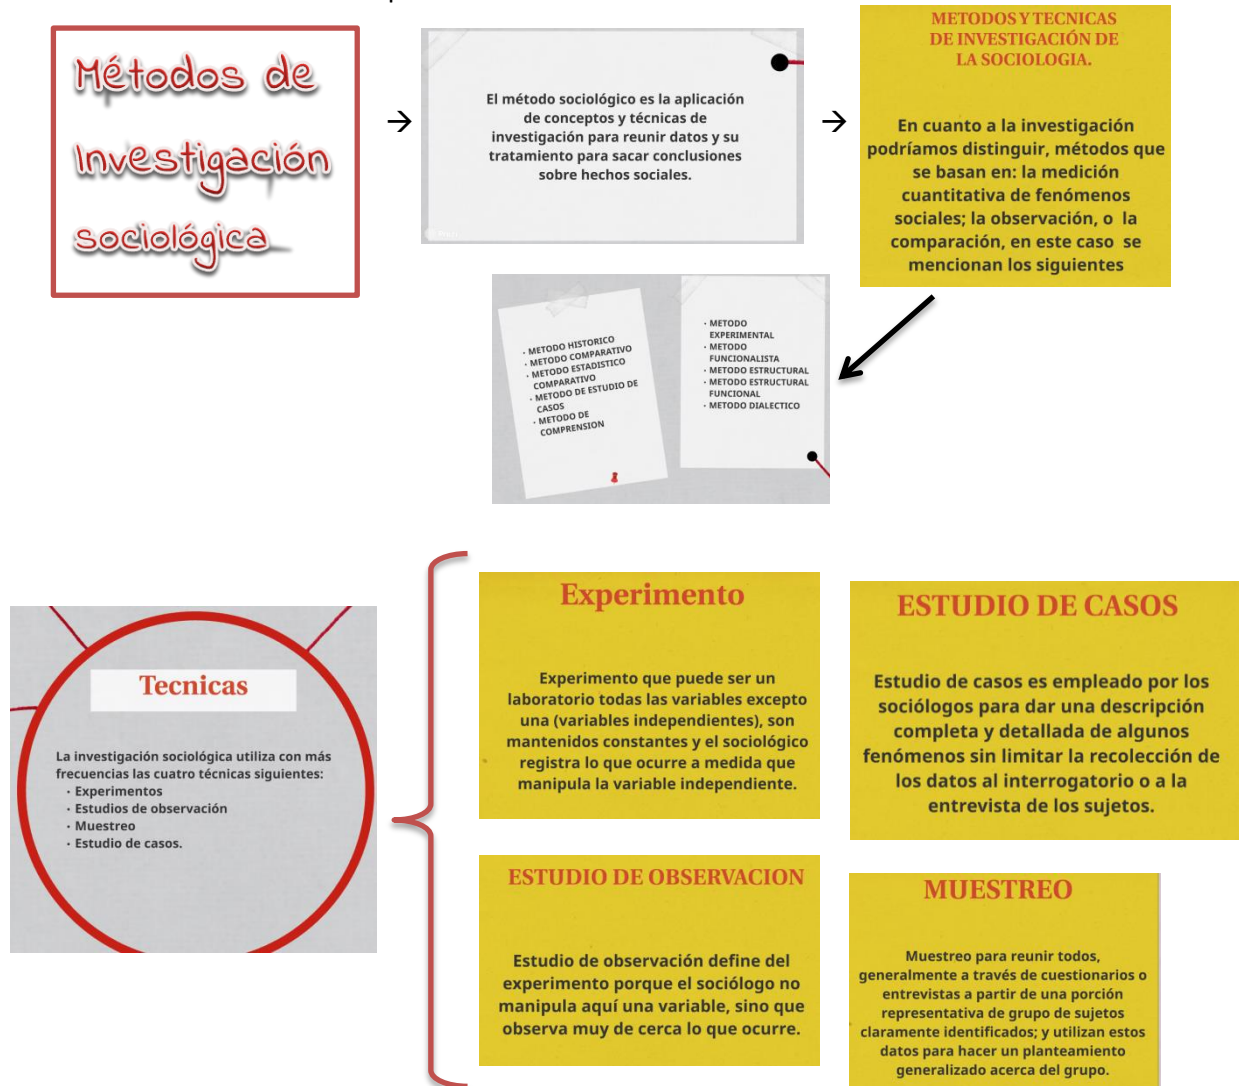 Métodos de
Investigación
sociológica
→
El método sociológico es la aplicación
de conceptos y técnicas de
investigación para reunir datos y su
tratamiento para sacar conclusiones
sobre hechos sociales.
→
METODOS Y TECNICAS
DE INVESTIGACIÓN DE
LA SOCIOLOGIA.
En cuanto a la investigación
podríamos distinguir, métodos que
se basan en: la medición
cuantitativa de fenómenos
sociales; la observación, o la
comparación, en este caso se
mencionan los siguientes
· METODO HISTORICO
· METODO COMPARATIVO
· METODO ESTADISTICO
COMPARATIVO
· METODO DE ESTUDIO DE
CASOS
· METODO DE
COMPRENSION
· METODO
EXPERIMENTAL
· METODO
FUNCIONALISTA
· METODO ESTRUCTURAL
· METODO ESTRUCTURAL
FUNCIONAL
· METODO DIALECTICO
Tecnicas
La investigación sociológica utiliza con más
frecuencias las cuatro técnicas siguientes:
· Experimentos
· Estudios de observación
· Muestreo
· Estudio de casos.
Experimento
Experimento que puede ser un
laboratorio todas las variables excepto
una (variables independientes), son
mantenidos constantes y el sociológico
registra lo que ocurre a medida que
manipula la variable independiente.
ESTUDIO DE CASOS
Estudio de casos es empleado por los
sociólogos para dar una descripción
completa y detallada de algunos
fenómenos sin limitar la recolección de
los datos al interrogatorio o a la
entrevista de los sujetos.
ESTUDIO DE OBSERVACION
Estudio de observación define del
experimento porque el sociólogo no
manipula aquí una variable, sino que
observa muy de cerca lo que ocurre.
MUESTREO
Muestreo para reunir todos,
generalmente a través de cuestionarios o
entrevistas a partir de una porción
representativa de grupo de sujetos
claramente identificados; y utilizan estos
datos para hacer un planteamiento
generalizado acerca del grupo.